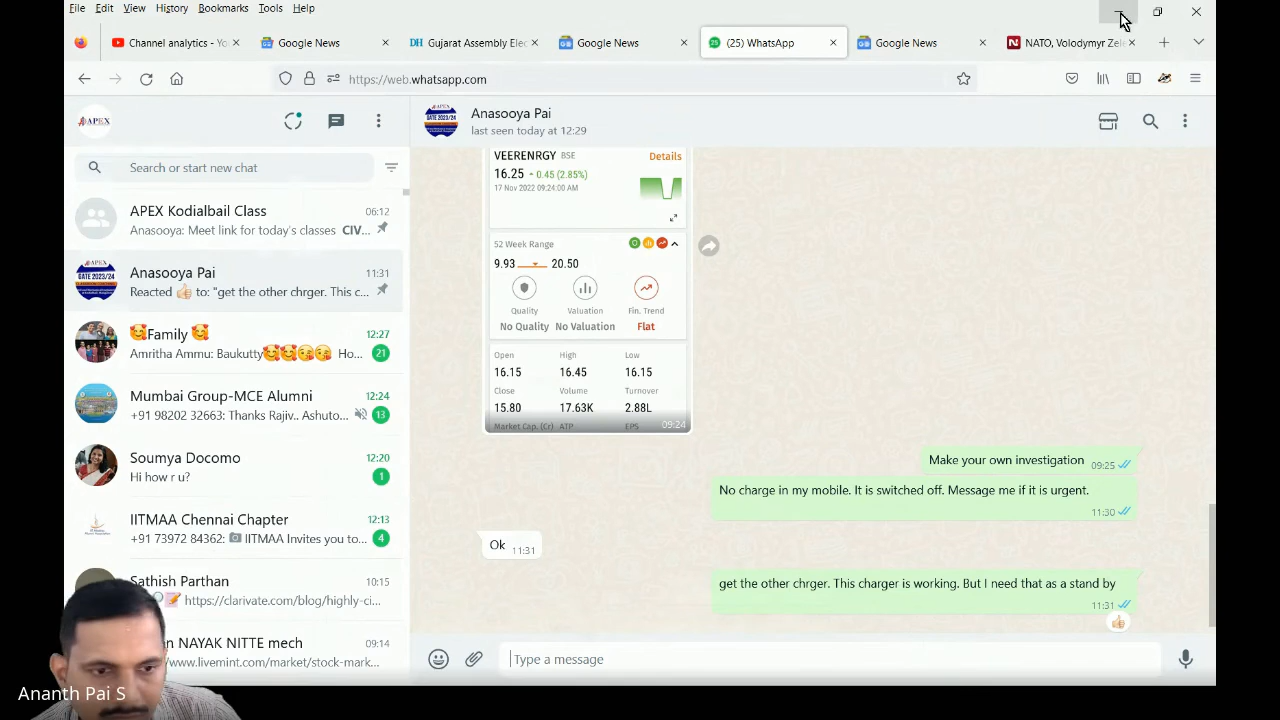 File Edit View History Bookmarks Tools Help
Channel analytics - Yo
Google News
Gujarat Assembly Elec
Google News
(25) WhatsApp
Google News
NATO, Volodymyr Zele
https://web.whatsapp.com
APEX
Search or start new chat
APEX Kodialbail Class 06:12
Anasooya: Meet link for today's classes CIV...
Anasooya Pai 11:31
Reacted 👍 to: "get the other chrger. This c...
🥰Family 🥰 12:27
Amritha Ammu: Baukutty🥰🥰😘😘 Ho... 21
Mumbai Group-MCE Alumni 12:24
+91 98202 32663: Thanks Rajiv.. Ashuto... 13
Soumya Docomo 12:20
Hi how r u? 1
IITMAA Chennai Chapter 12:13
+91 73972 84362: 📷 IITMAA Invites you to... 4
Sathish Parthan 10:15
📝 https://clarivate.com/blog/highly-ci...
NAYAK NITTE mech 09:14
www.livemint.com/market/stock-mark...
Anasooya Pai
last seen today at 12:29
VEERENRGY BSE Details
16.25 - 0.45 (2.85%)
17 Nov 2022 09:24:00 AM
52 Week Range
9.93 20.50
Quality Valuation Fin. Trend
No Quality No Valuation Flat
Open High Low
16.15 16.45 16.15
Close Volume Turnover
15.80 17.63K 2.88L
Market Cap. (Cr) ATP EPS 09:24
Make your own investigation 09:25
No charge in my mobile. It is switched off. Message me if it is urgent.
11:30
Ok 11:31
get the other chrger. This charger is working. But I need that as a stand by
11:31
👍
Type a message
Ananth Pai S